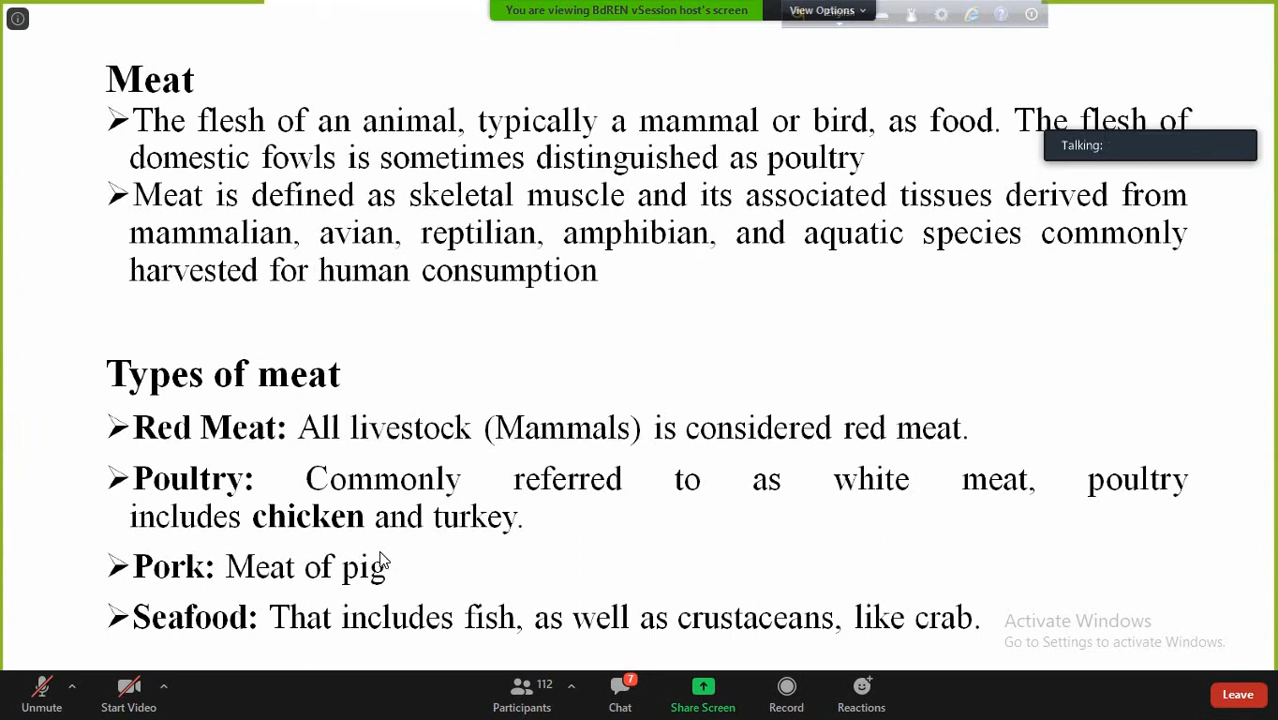 You are viewing BdREN vSession host's screen
View Options
Meat
➢The flesh of an animal, typically a mammal or bird, as food. The flesh of
domestic fowls is sometimes distinguished as poultry
Talking:
➢Meat is defined as skeletal muscle and its associated tissues derived from
mammalian, avian, reptilian, amphibian, and aquatic species commonly
harvested for human consumption
Types of meat
➢Red Meat: All livestock (Mammals) is considered red meat.
➢Poultry: Commonly referred to as white meat, poultry
includes chicken and turkey.
➢Pork: Meat of pig
➢Seafood: That includes fish, as well as crustaceans, like crab.
Activate Windows
Go to Settings to activate Windows.
112
7
Unmute
Start Video
Participants
Chat
Share Screen
Record
Reactions
Leave